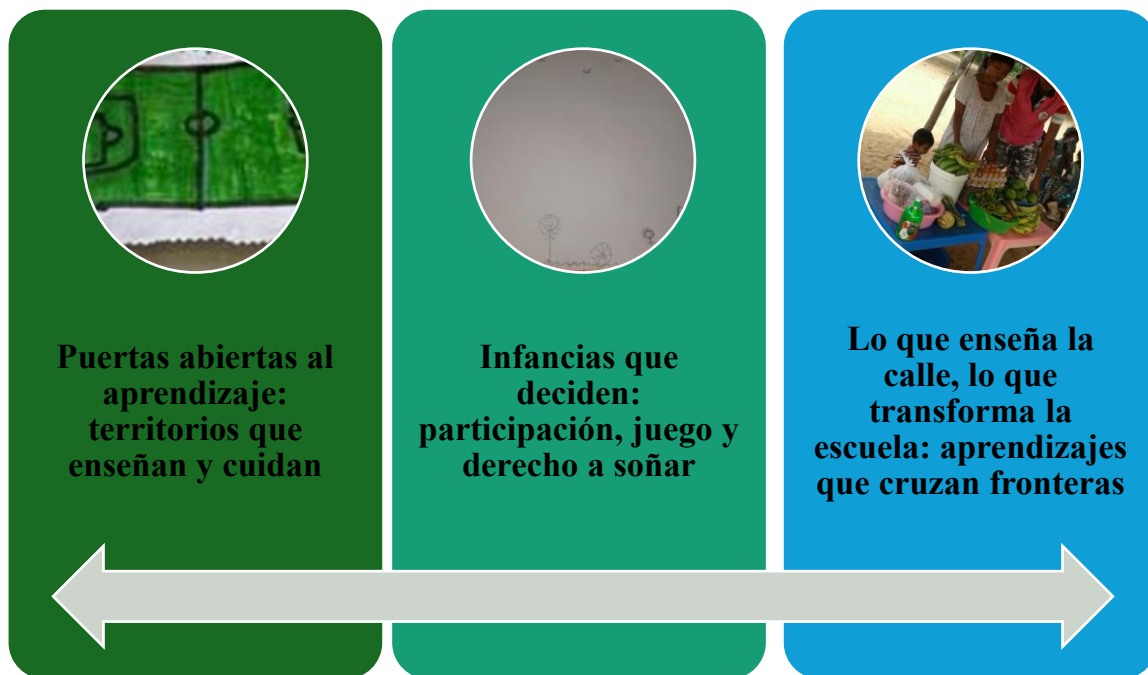 Puertas abiertas al
aprendizaje:
territorios que
enseñan y cuidan
Infancias que
deciden:
participación, juego y
derecho a soñar
Lo que enseña la
calle, lo que
transforma la
escuela: aprendizajes
que cruzan fronteras